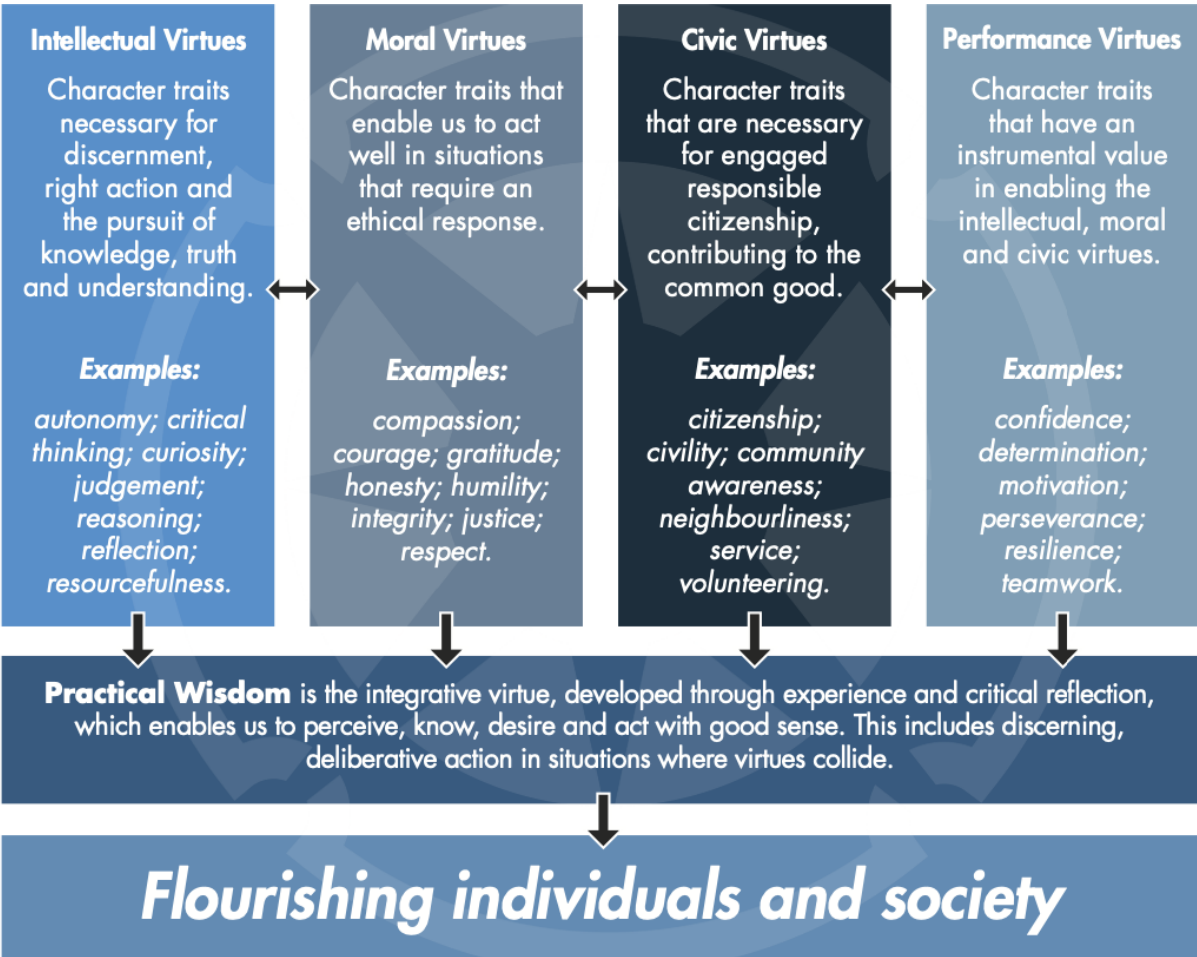 Intellectual Virtues
Character traits
necessary for
discernment,
right action and
the pursuit of
knowledge, truth
and understanding.
Examples:
autonomy; critical
thinking; curiosity;
judgement;
reasoning;
reflection;
resourcefulness.
Moral Virtues
Character traits that
enable us to act
well in situations
that require an
ethical response.
Examples:
compassion;
courage; gratitude;
honesty; humility;
integrity; justice;
respect.
Civic Virtues
Character traits
that are necessary
for engaged
responsible
citizenship,
contributing to the
common good.
Examples:
citizenship;
civility; community
awareness;
neighbourliness;
service;
volunteering.
Performance Virtues
Character traits
that have an
instrumental value
in enabling the
intellectual, moral
and civic virtues.
Examples:
confidence;
determination;
motivation;
perseverance;
resilience;
teamwork.
Practical Wisdom is the integrative virtue, developed through experience and critical reflection,
which enables us to perceive, know, desire and act with good sense. This includes discerning,
deliberative action in situations where virtues collide.
Flourishing individuals and society